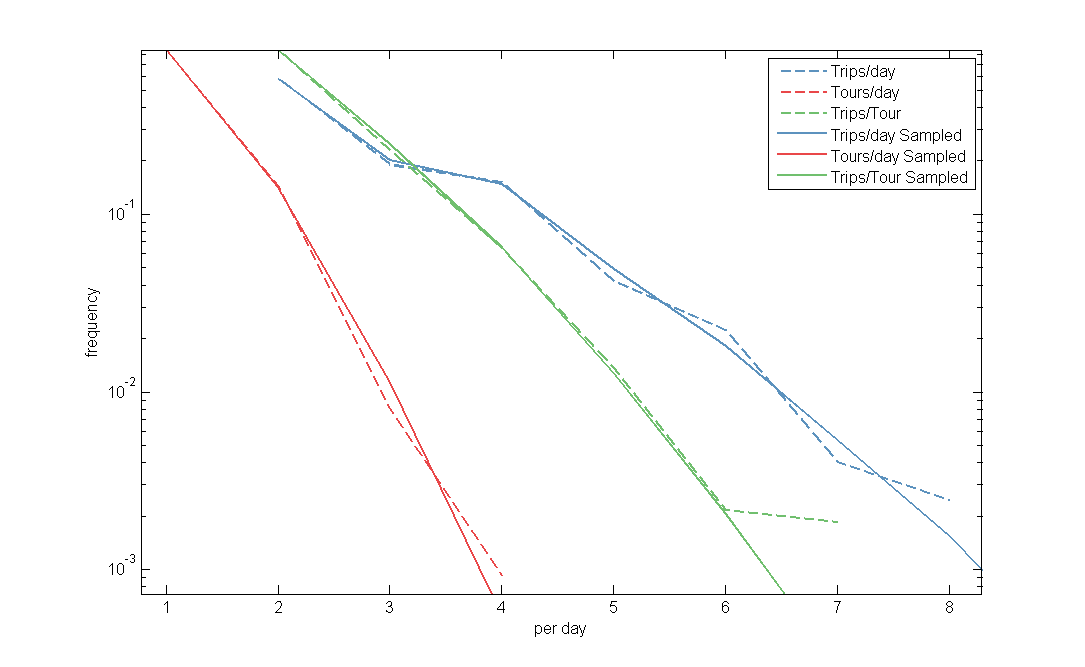 Trips/day
Tours/day
Trips/Tour
Trips/day Sampled
Tours/day Sampled
Trips/Tour Sampled
10^-1
10^-2
10^-3
frequency
1 2 3 4 5 6 7 8
per day